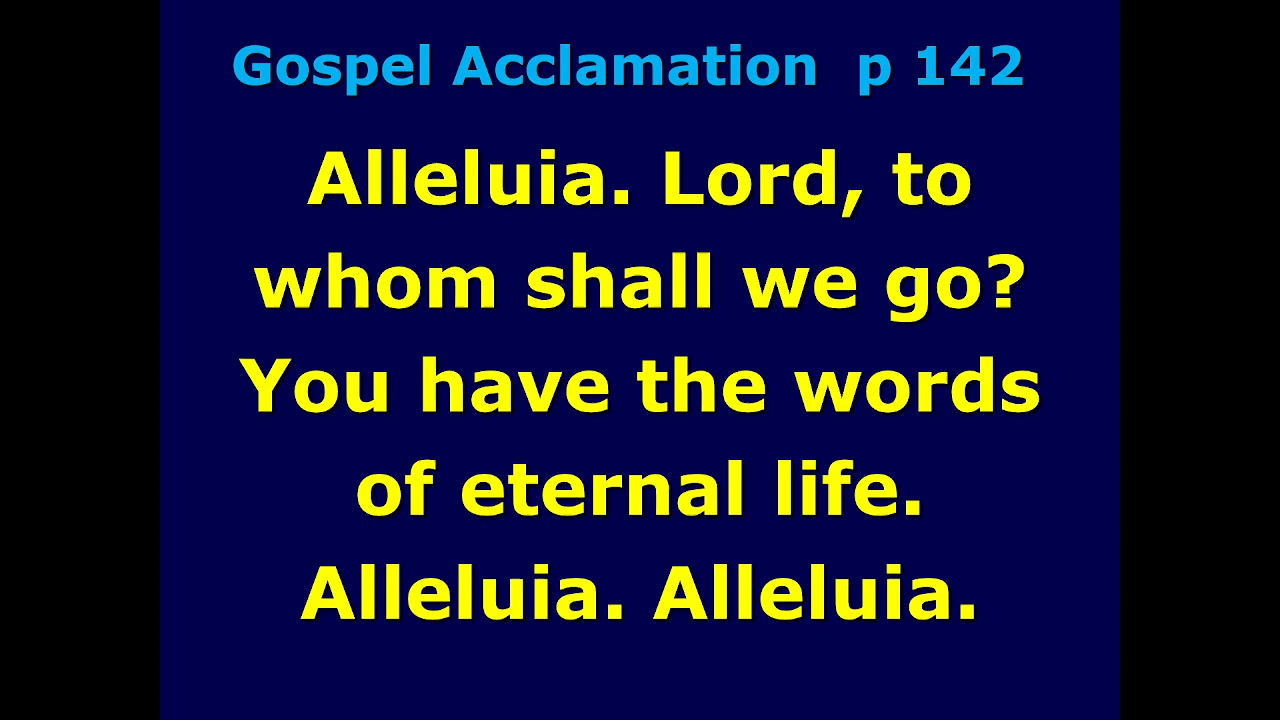 Gospel Acclamation  p 142
Alleluia. Lord, to
whom shall we go?
You have the words
of eternal life.
Alleluia. Alleluia.